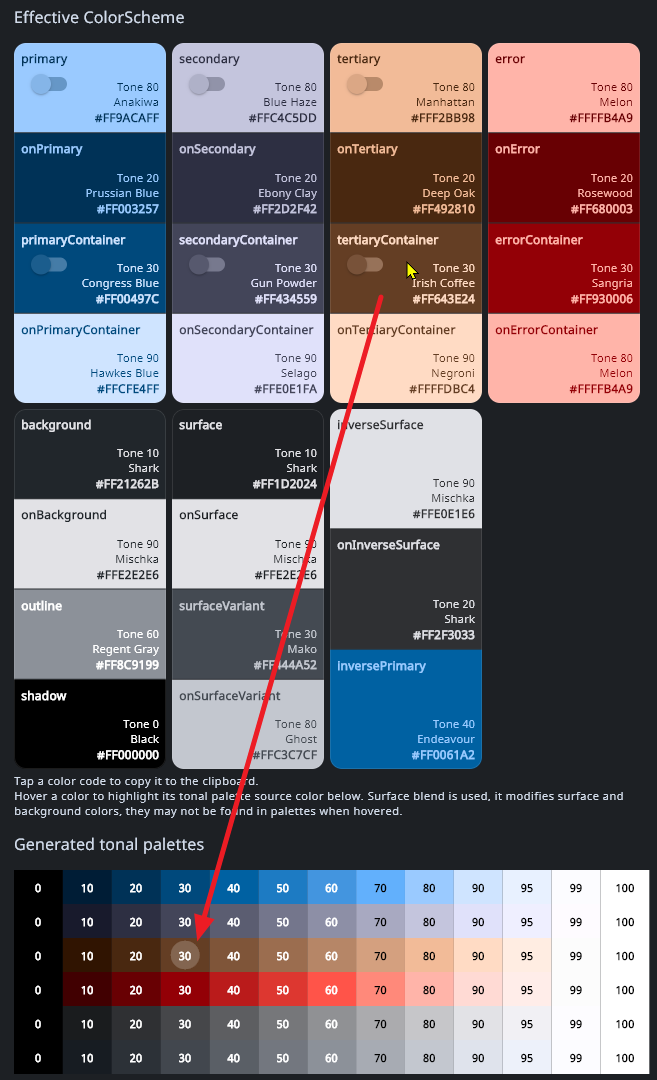 Effective ColorScheme
primary
Tone 80
Anakiwa
#FF9ACAFF
secondary
Tone 80
Blue Haze
#FFC4C5DD
tertiary
Tone 80
Manhattan
#FFF2BB98
error
Tone 80
Melon
#FFFFB4A9
onPrimary
Tone 20
Prussian Blue
#FF003257
onSecondary
Tone 20
Ebony Clay
#FF2D2F42
onTertiary
Tone 20
Deep Oak
#FF492810
onError
Tone 20
Rosewood
#FF680003
primaryContainer
Tone 30
Congress Blue
#FF00497C
secondaryContainer
Tone 30
Gun Powder
#FF434559
tertiaryContainer
Tone 30
Irish Coffee
#FF643E24
errorContainer
Tone 30
Sangria
#FF930006
onPrimaryContainer
Tone 90
Hawkes Blue
#FFCFE4FF
onSecondaryContainer
Tone 90
Selago
#FFE0E1FA
onTertiaryContainer
Tone 90
Negroni
#FFFFDBC4
onErrorContainer
Tone 80
Melon
#FFFFB4A9
background
Tone 10
Shark
#FF21262B
surface
Tone 10
Shark
#FF1D2024
inverseSurface
Tone 90
Mischka
#FFE0E1E6
onBackground
Tone 90
Mischka
#FFE2E2E6
onSurface
Tone 90
Mischka
#FFE2E2E6
onInverseSurface
Tone 20
Shark
#FF2F3033
outline
Tone 60
Regent Gray
#FF8C9199
surfaceVariant
Tone 30
Mako
#FF444A52
inversePrimary
Tone 40
Endeavour
#FF0061A2
shadow
Tone 0
Black
#FF000000
onSurfaceVariant
Tone 80
Ghost
#FFC3C7CF
Tap a color code to copy it to the clipboard.
Hover a color to highlight its tonal palette source color below. Surface blend is used, it modifies surface and
background colors, they may not be found in palettes when hovered.
Generated tonal palettes
0 10 20 30 40 50 60 70 80 90 95 99 100
0 10 20 30 40 50 60 70 80 90 95 99 100
0 10 20 30 40 50 60 70 80 90 95 99 100
0 10 20 30 40 50 60 70 80 90 95 99 100
0 10 20 30 40 50 60 70 80 90 95 99 100
0 10 20 30 40 50 60 70 80 90 95 99 100